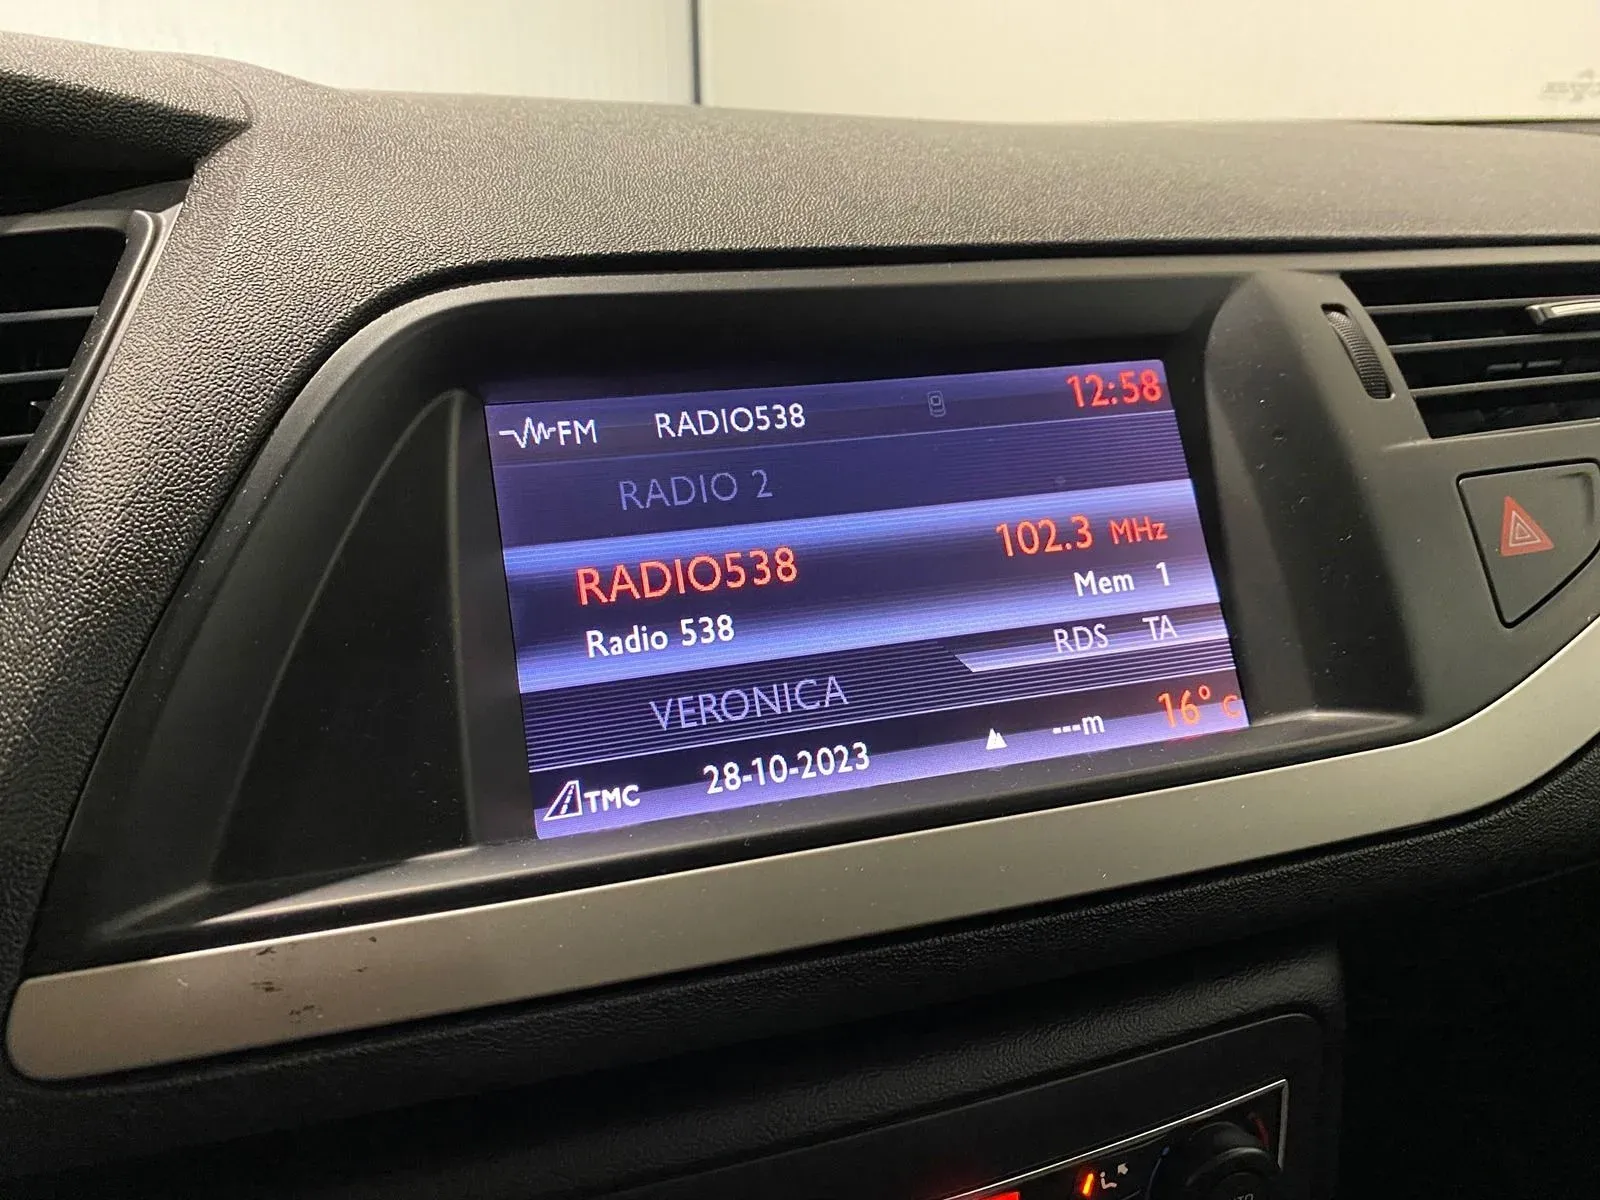 FM RADIO538 12:58
RADIO 2
RADIO538 102.3 MHz
Radio 538 Mem 1
RDS TA
VERONICA
TMC 28-10-2023 ---m 16° C